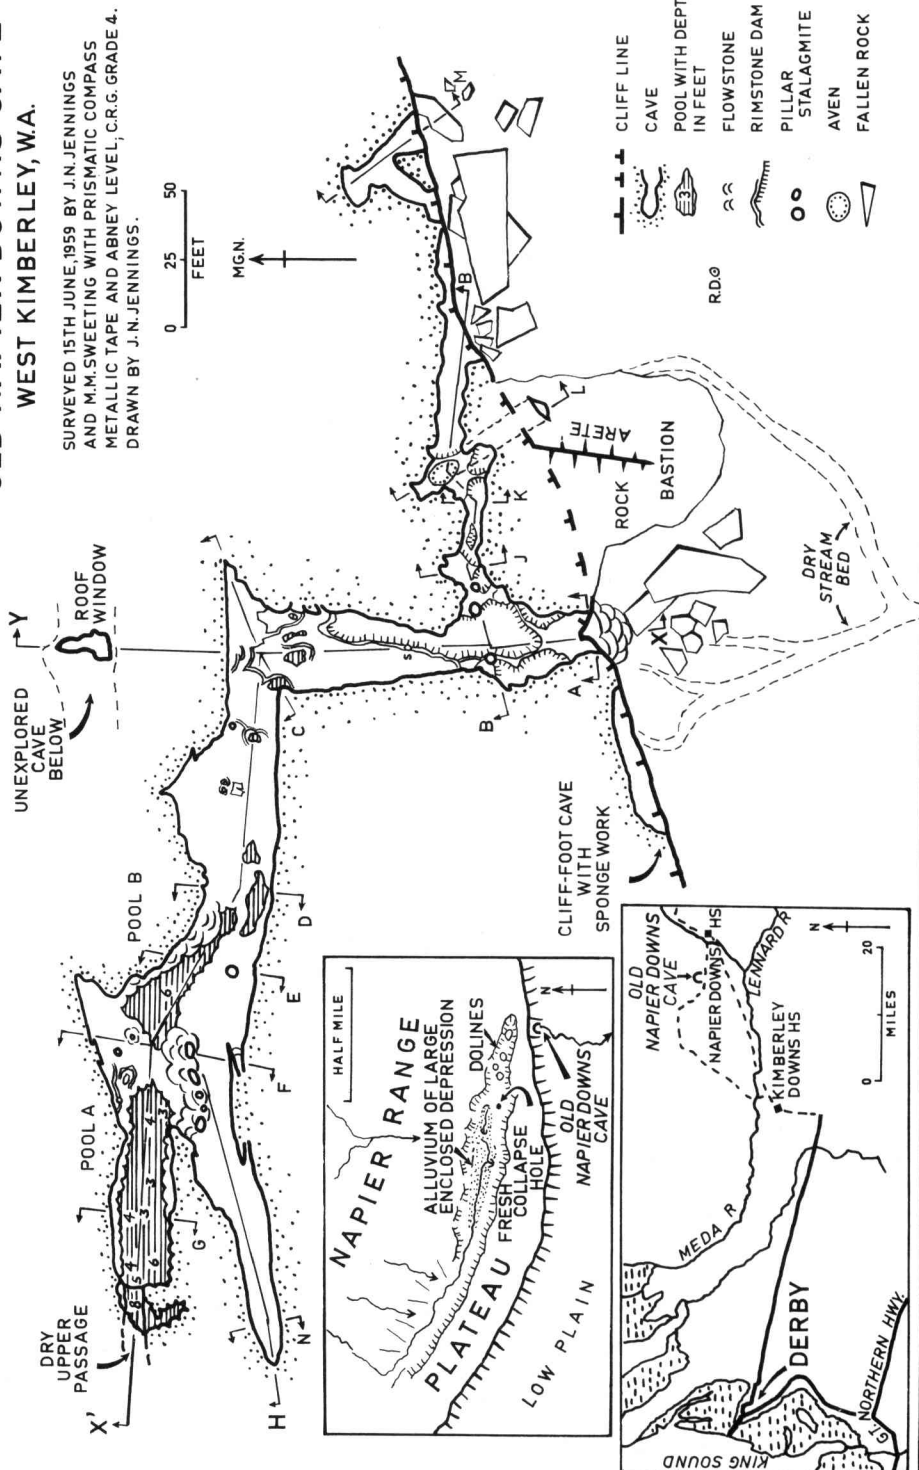 WEST KIMBERLEY, W.A.
SURVEYED 15TH JUNE, 1959 BY J.N.JENNINGS
AND M.M.SWEETING WITH PRISMATIC COMPASS
METALLIC TAPE AND ABNEY LEVEL; C.R.G. GRADE 4.
DRAWN BY J.N.JENNINGS.
0 25 50
FEET
MG.N.
Y
ROOF
WINDOW
UNEXPLORED
CAVE
BELOW
POOL B
POOL A
DRY
UPPER
PASSAGE
X'
H
N
G
F
E
D
C
B
A
X
J
K
L
B
M
CLIFF-FOOT CAVE
WITH
SPONGE WORK
ROCK
BASTION
ARETE
DRY
STREAM
BED
R.D.
CLIFF LINE
CAVE
POOL WITH DEPT
IN FEET
3
FLOWSTONE
RIMSTONE DAM
PILLAR
STALAGMITE
AVEN
FALLEN ROCK
HALF MILE
NAPIER RANGE
ALLUVIUM OF LARGE
ENCLOSED DEPRESSION
DOLINES
FRESH
COLLAPSE
HOLE
PLATEAU
LOW PLAIN
OLD
NAPIER DOWNS
CAVE
N
OLD
NAPIER DOWNS
CAVE
NAPIER DOWNS HS
LENNARD R
KIMBERLEY
DOWNS HS
MEDA R
DERBY
KING SOUND
GT. NORTHERN HWY.
N
0 20
MILES